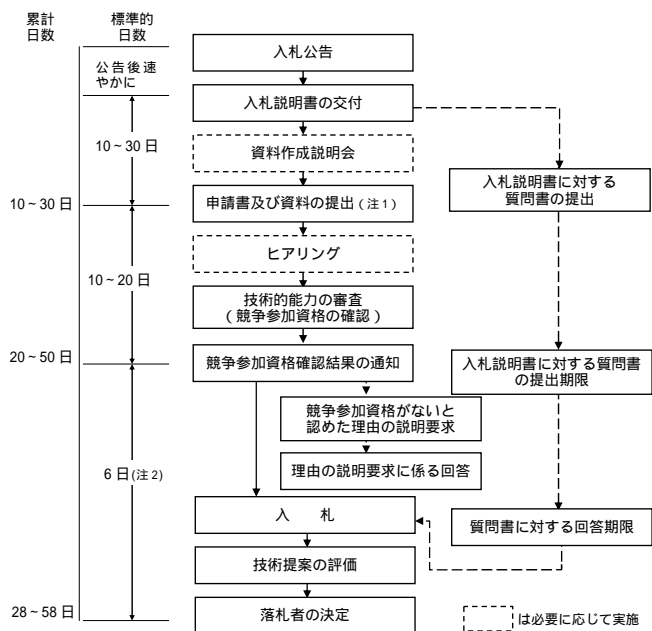 累計
日数
標準的
日数
公告後速
やかに
入札公告
入札説明書の交付
10~30 日
資料作成説明会
10~30 日
申請書及び資料の提出 (注1)
入札説明書に対する
質問書の提出
ヒアリング
10~20 日
技術的能力の審査
(競争参加資格の確認)
20~50 日
競争参加資格確認結果の通知
入札説明書に対する質問書
の提出期限
競争参加資格がないと
認めた理由の説明要求
理由の説明要求に係る回答
6 日(注2)
入 札
質問書に対する回答期限
技術提案の評価
28~58 日
落札者の決定
は必要に応じて実施